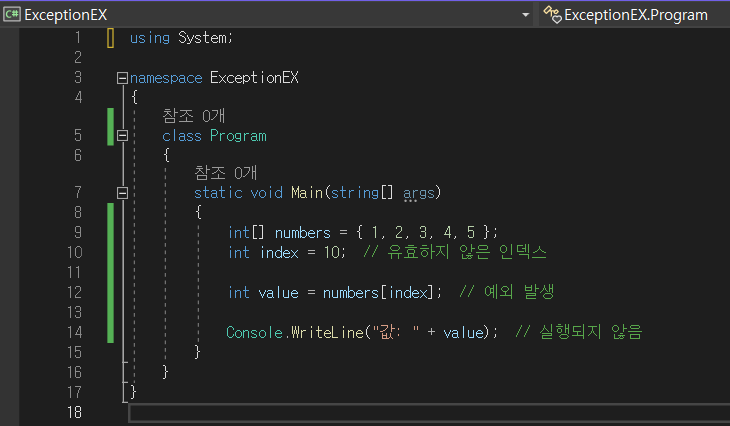 C# ExceptionEX ExceptionEX.Program
1 using System;
2
3 namespace ExceptionEX
4 {
참조 0개
5 class Program
6 {
참조 0개
7 static void Main(string[] args)
8 {
9 int[] numbers = { 1, 2, 3, 4, 5 };
10 int index = 10; // 유효하지 않은 인덱스
11
12 int value = numbers[index]; // 예외 발생
13
14 Console.WriteLine("값: " + value); // 실행되지 않음
15 }
16 }
17 }
18